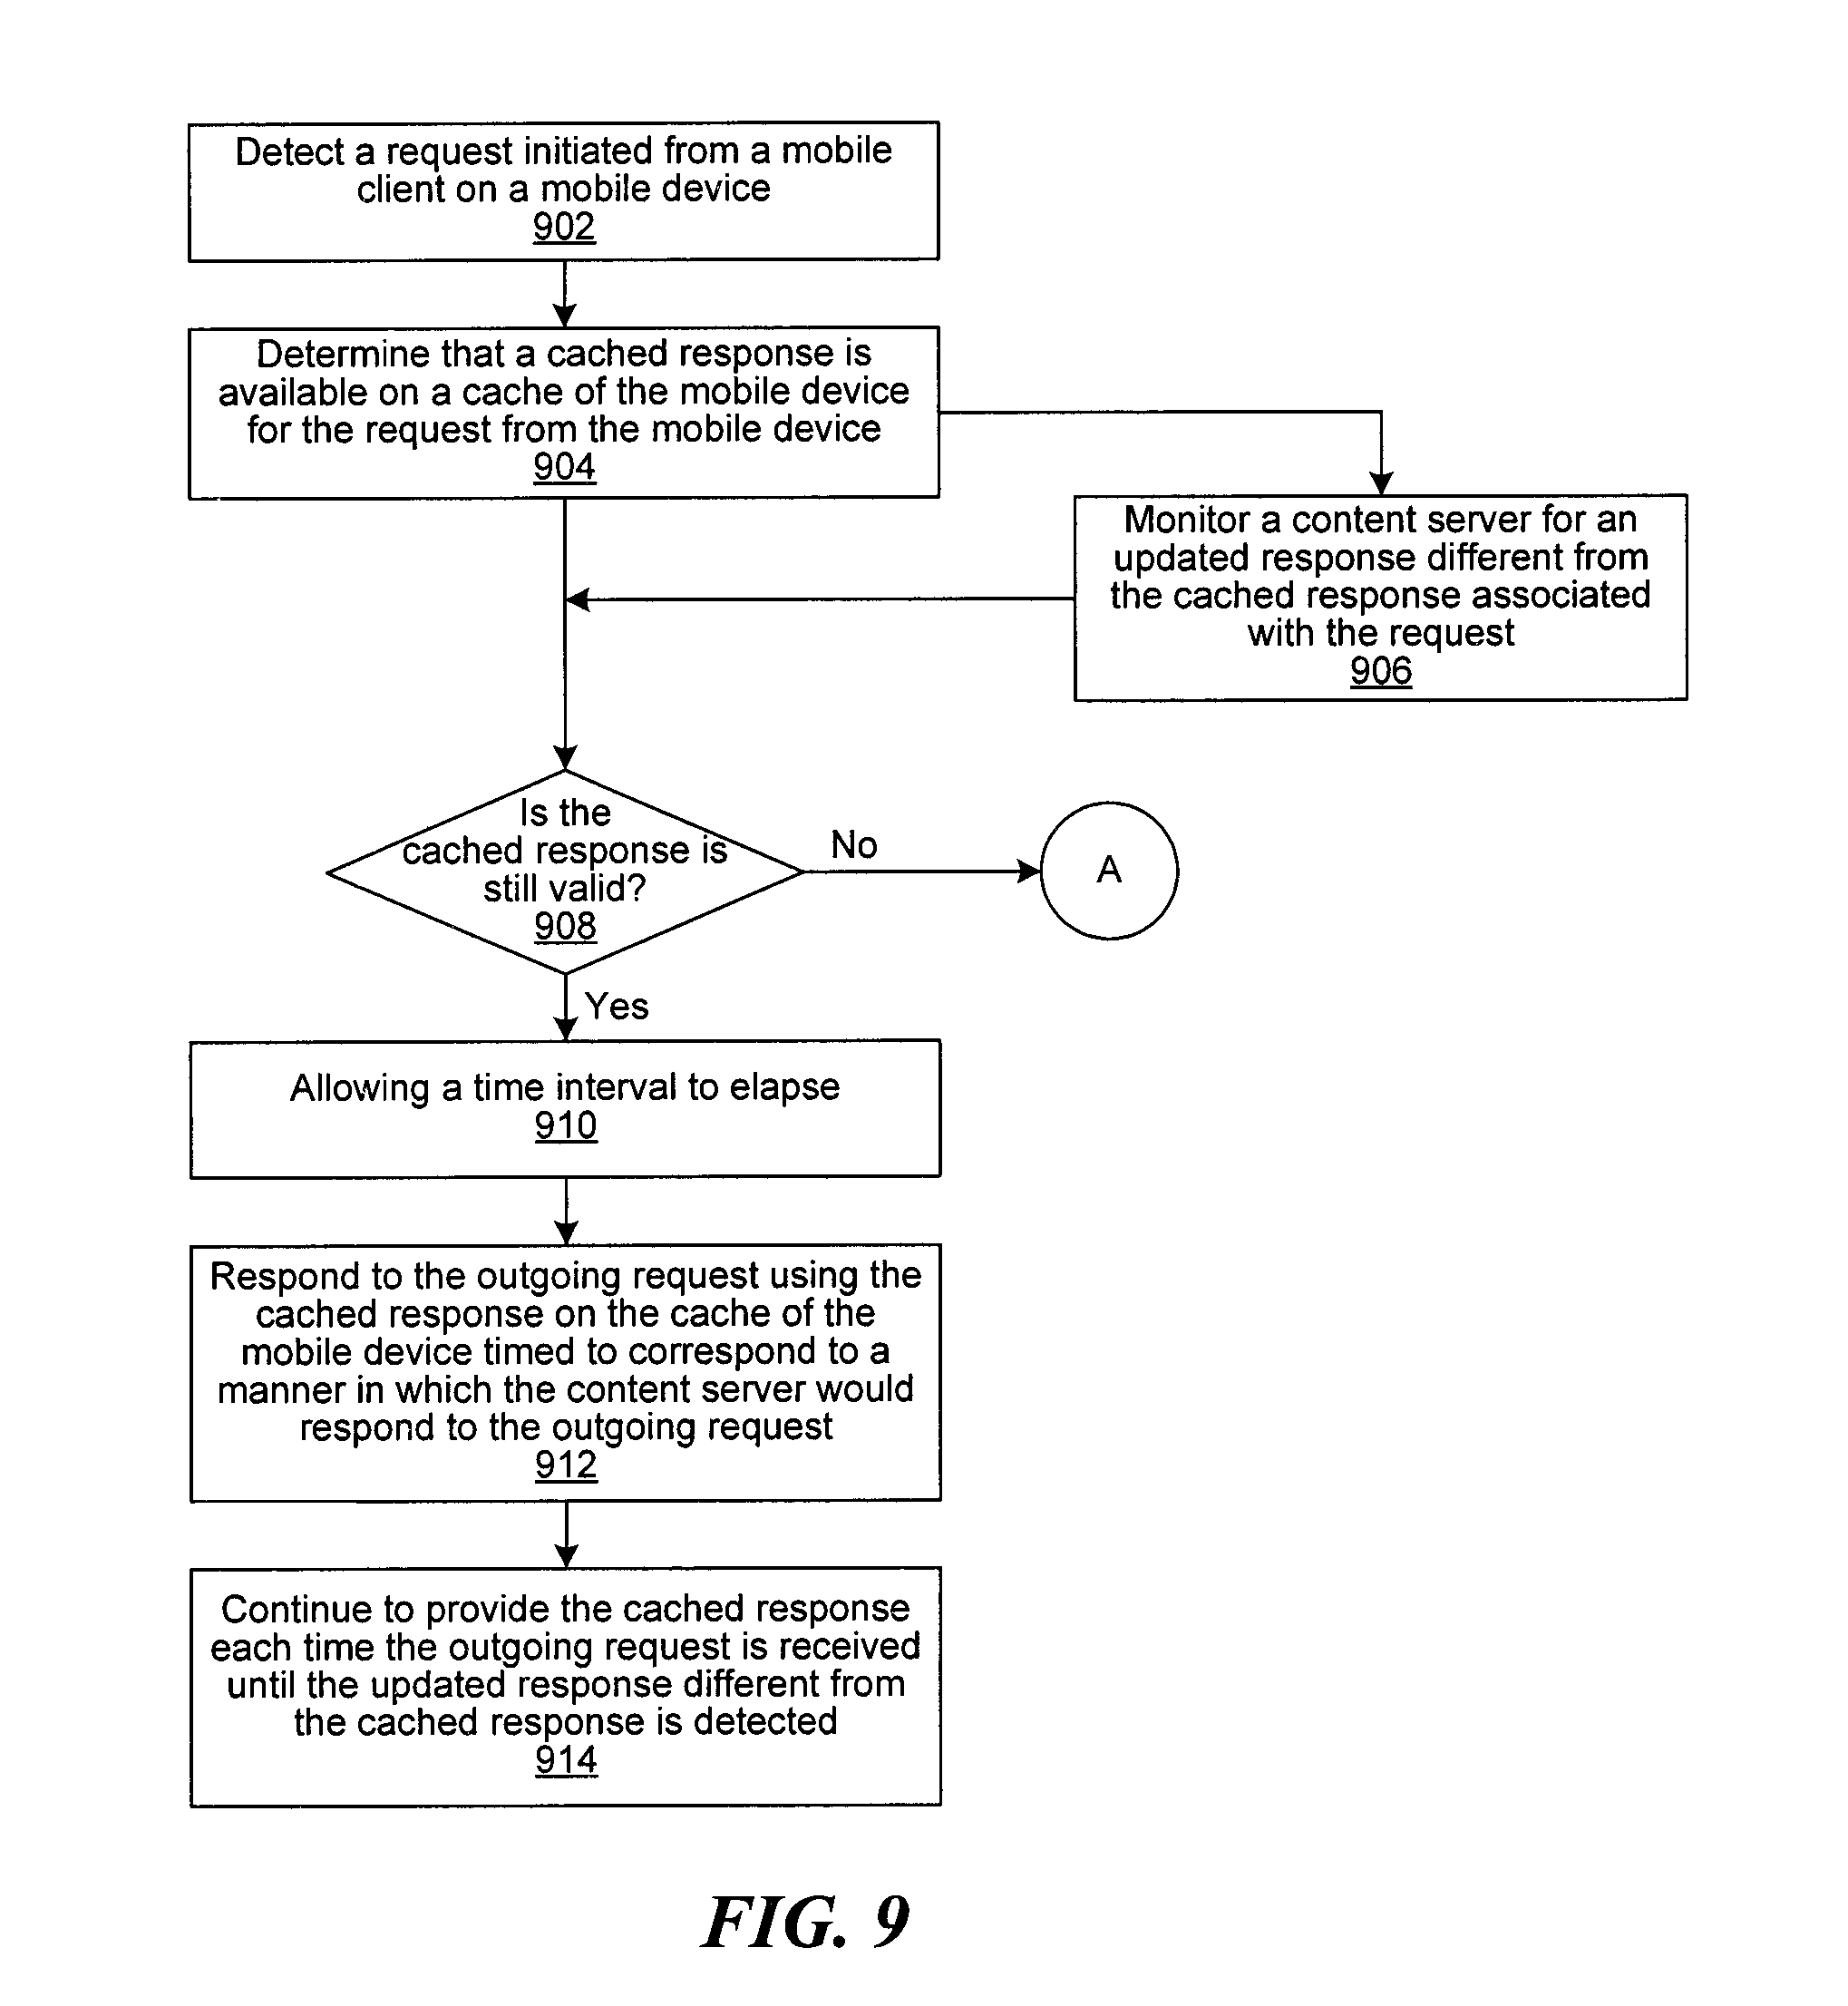 Detect a request initiated from a mobile
client on a mobile device
902
Determine that a cached response is
available on a cache of the mobile device
for the request from the mobile device
904
Monitor a content server for an
updated response different from
the cached response associated
with the request
906
Is the
cached response is
still valid?
908
No
A
Yes
Allowing a time interval to elapse
910
Respond to the outgoing request using the
cached response on the cache of the
mobile device timed to correspond to a
manner in which the content server would
respond to the outgoing request
912
Continue to provide the cached response
each time the outgoing request is received
until the updated response different from
the cached response is detected
914
FIG. 9